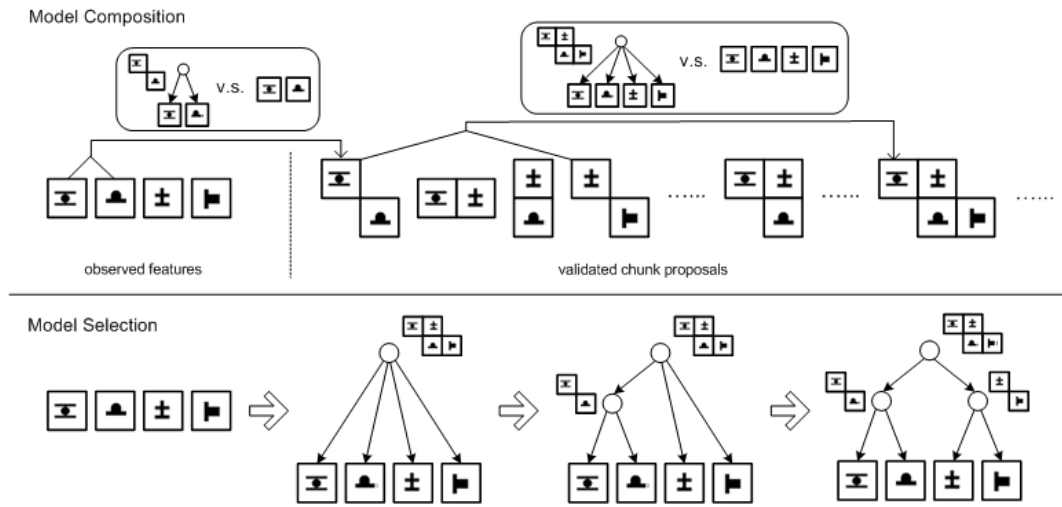 Model Composition
v.s.
v.s.
observed features
validated chunk proposals
Model Selection